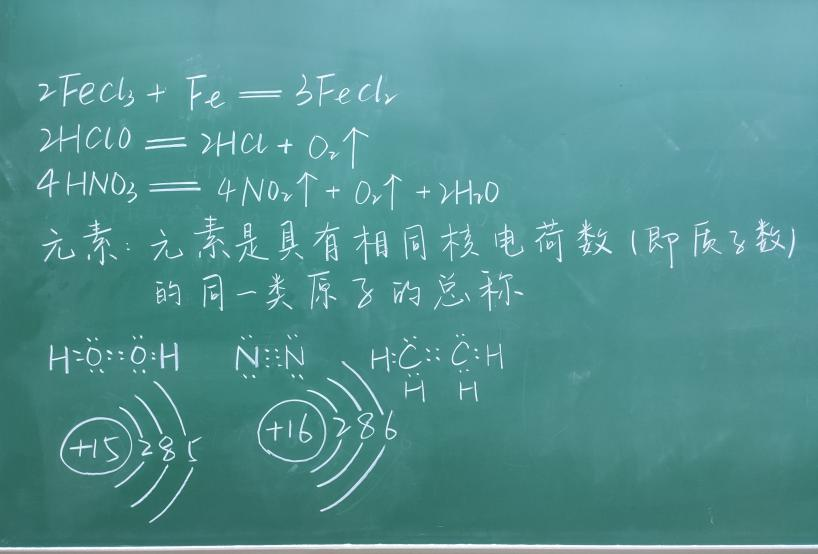 2FeCl₃ + Fe = 3FeCl₂
2HClO = 2HCl + O₂↑
4HNO₃ = 4NO₂↑ + O₂↑ + 2H₂O
元素：元素是具有相同核电荷数（即质子数）
的同一类原子的总称
H:O::O:H N:::N H:C::C:H
H H
+15 2 8 5 +16 2 8 6